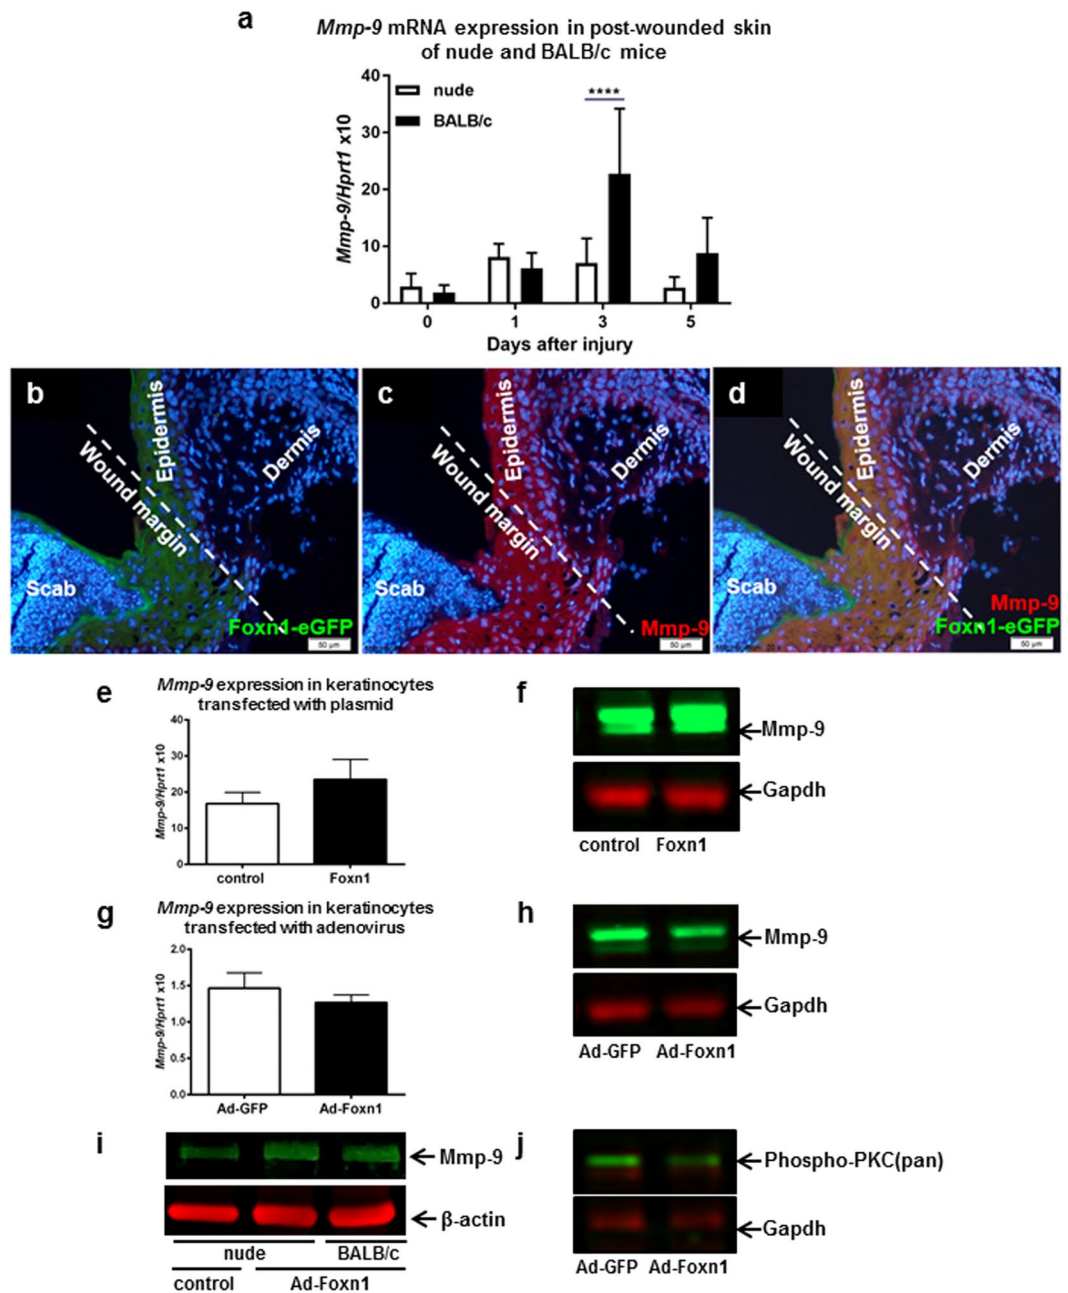 a
Mmp-9 mRNA expression in post-wounded skin
of nude and BALB/c mice
Mmp-9/Hprt1 x10
40
30
20
10
0
nude
BALB/c
****
0 1 3 5
Days after injury
b
Epidermis
Dermis
Wound margin
Scab
Foxn1-eGFP
50 µm
c
Epidermis
Dermis
Wound margin
Scab
Mmp-9
50 µm
d
Epidermis
Dermis
Wound margin
Scab
Mmp-9
Foxn1-eGFP
50 µm
e
Mmp-9 expression in keratinocytes
transfected with plasmid
Mmp-9/Hprt1 x10
40
30
20
10
0
control Foxn1
f
Mmp-9
Gapdh
control Foxn1
g
Mmp-9 expression in keratinocytes
transfected with adenovirus
Mmp-9/Hprt1 x10
2.0
1.5
1.0
0.5
0.0
Ad-GFP Ad-Foxn1
h
Mmp-9
Gapdh
Ad-GFP Ad-Foxn1
i
Mmp-9
β-actin
nude BALB/c
control Ad-Foxn1
j
Phospho-PKC(pan)
Gapdh
Ad-GFP Ad-Foxn1